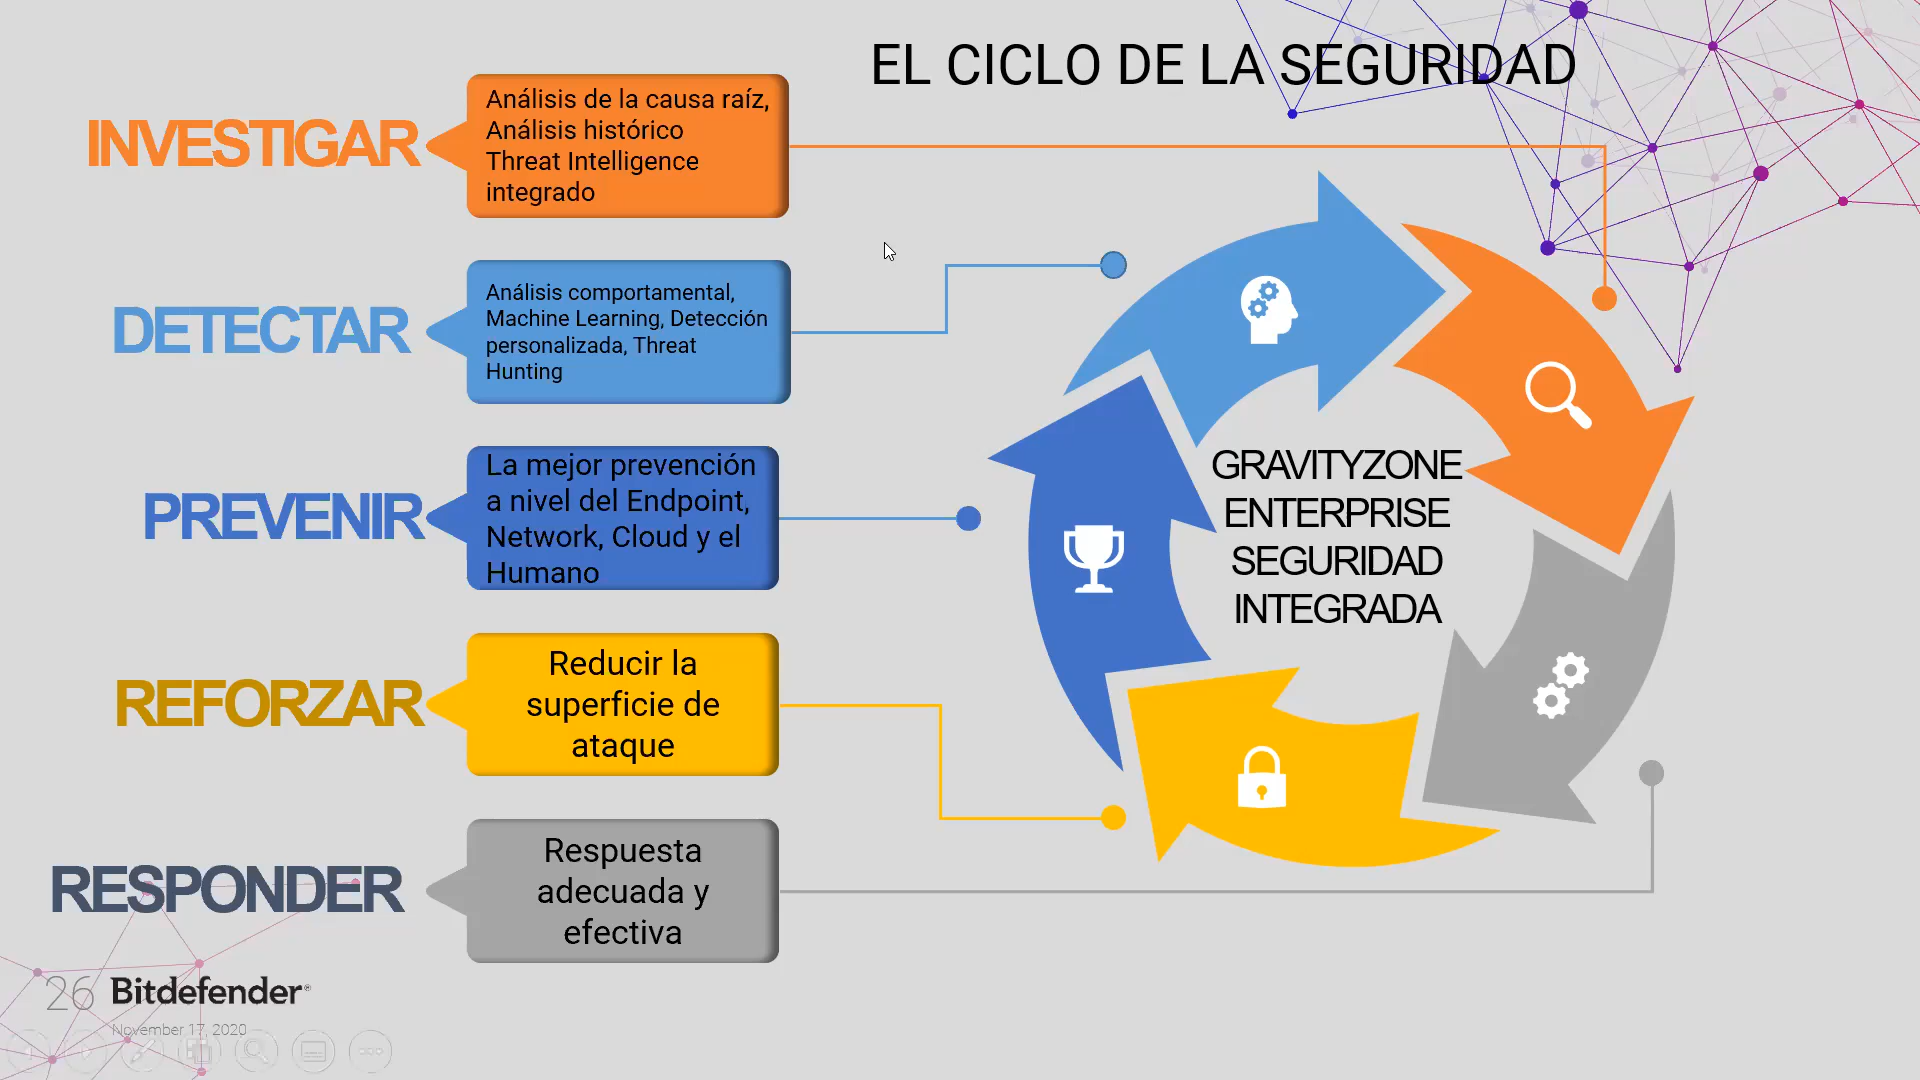 EL CICLO DE LA SEGURIDAD
INVESTIGAR
Análisis de la causa raíz,
Análisis histórico
Threat Intelligence
integrado
DETECTAR
Análisis comportamental,
Machine Learning, Detección
personalizada, Threat
Hunting
PREVENIR
La mejor prevención
a nivel del Endpoint,
Network, Cloud y el
Humano
REFORZAR
Reducir la
superficie de
ataque
RESPONDER
Respuesta
adecuada y
efectiva
GRAVITYZONE
ENTERPRISE
SEGURIDAD
INTEGRADA
26 Bitdefender®
November 17, 2020